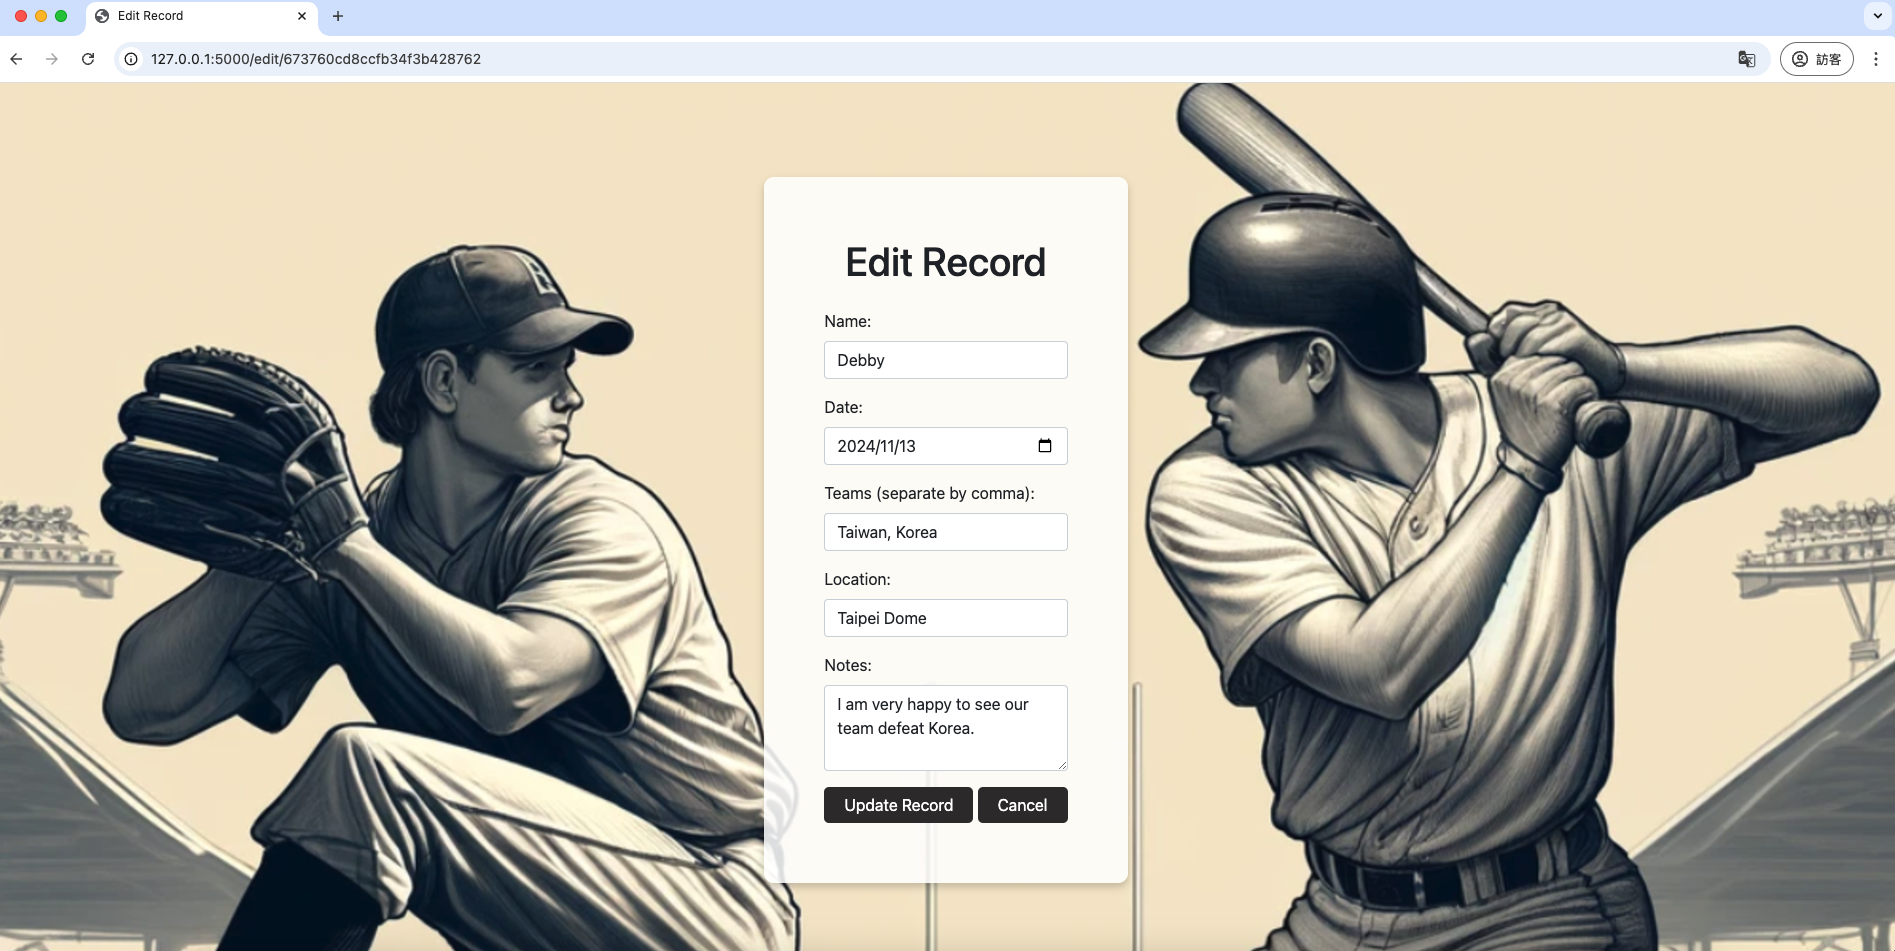 Edit Record
127.0.0.1:5000/edit/673760cd8ccfb34f3b428762
訪客
Edit Record
Name:
Debby
Date:
2024/11/13
Teams (separate by comma):
Taiwan, Korea
Location:
Taipei Dome
Notes:
I am very happy to see our
team defeat Korea.
Update Record Cancel